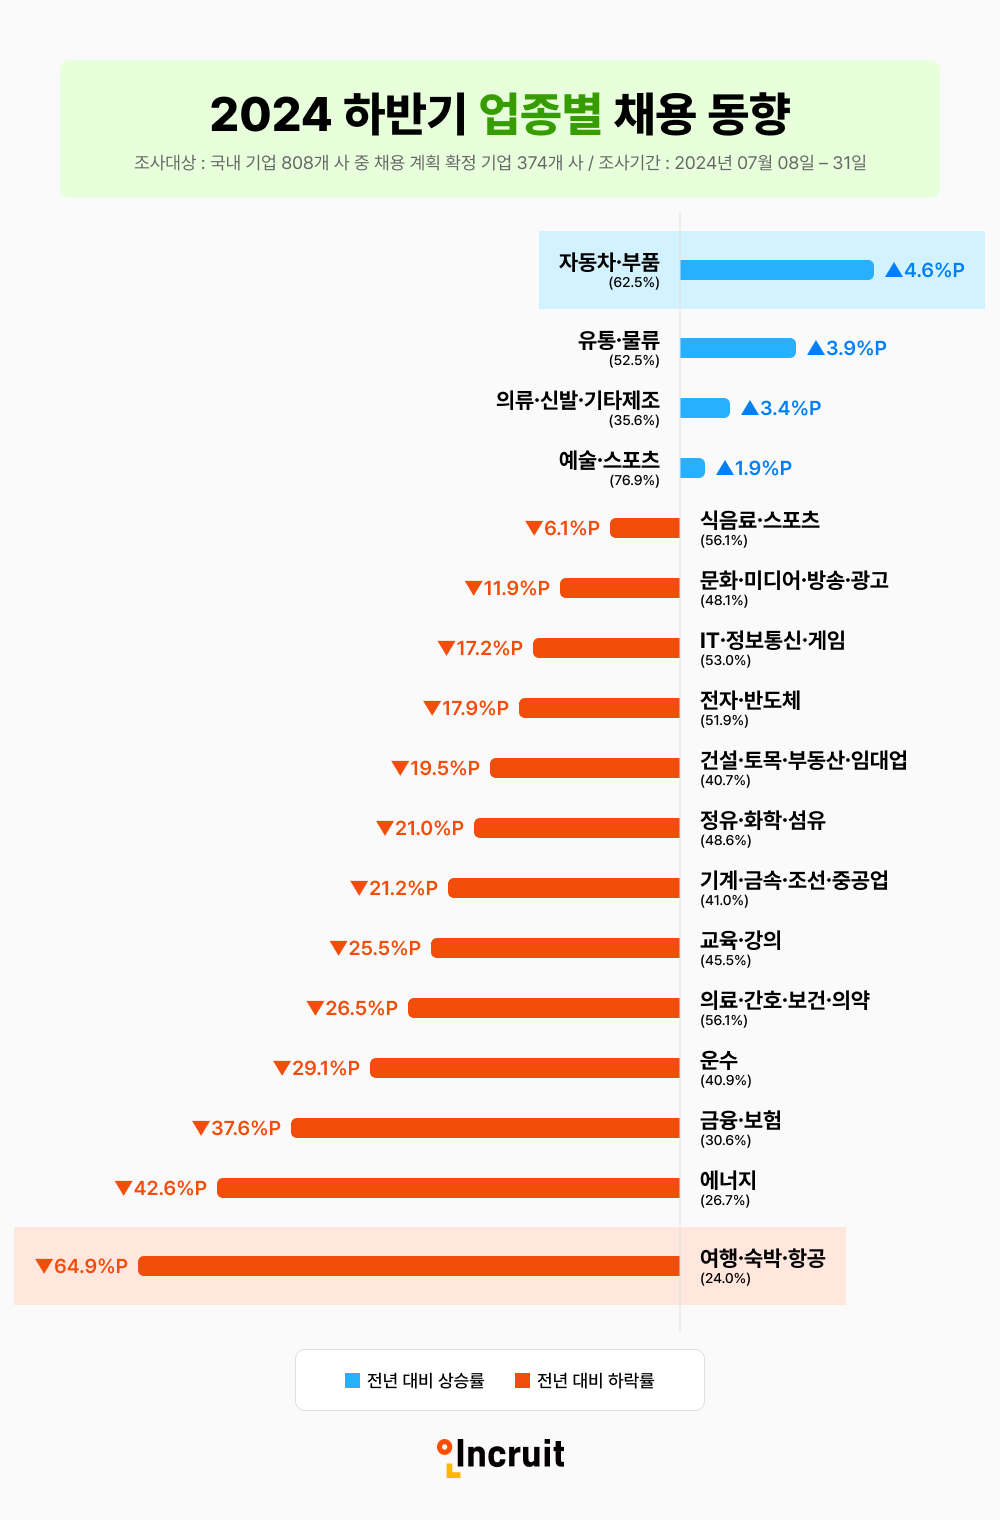 2024 하반기 업종별 채용 동향
조사대상 : 국내 기업 808개 사 중 채용 계획 확정 기업 374개 사 / 조사기간 : 2024년 07월 08일 – 31일
자동차·부품
(62.5%)
▲4.6%P
유통·물류
(52.5%)
▲3.9%P
의류·신발·기타제조
(35.6%)
▲3.4%P
예술·스포츠
(76.9%)
▲1.9%P
▼6.1%P
식음료·스포츠
(56.1%)
▼11.9%P
문화·미디어·방송·광고
(48.1%)
▼17.2%P
IT·정보통신·게임
(53.0%)
▼17.9%P
전자·반도체
(51.9%)
▼19.5%P
건설·토목·부동산·임대업
(40.7%)
▼21.0%P
정유·화학·섬유
(48.6%)
▼21.2%P
기계·금속·조선·중공업
(41.0%)
▼25.5%P
교육·강의
(45.5%)
▼26.5%P
의료·간호·보건·의약
(56.1%)
▼29.1%P
운수
(40.9%)
▼37.6%P
금융·보험
(30.6%)
▼42.6%P
에너지
(26.7%)
▼64.9%P
여행·숙박·항공
(24.0%)
전년 대비 상승률
전년 대비 하락률
Incruit